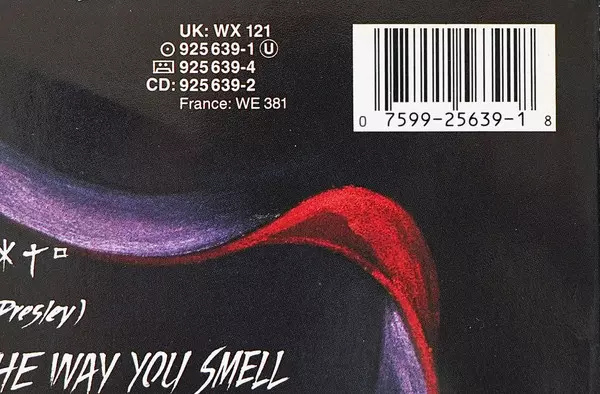 UK: WX 121
925 639-1 Ⓤ
925 639-4
CD: 925 639-2
France: WE 381
0 7599-25639-1 8
Presley)
HE WAY YOU SMELL